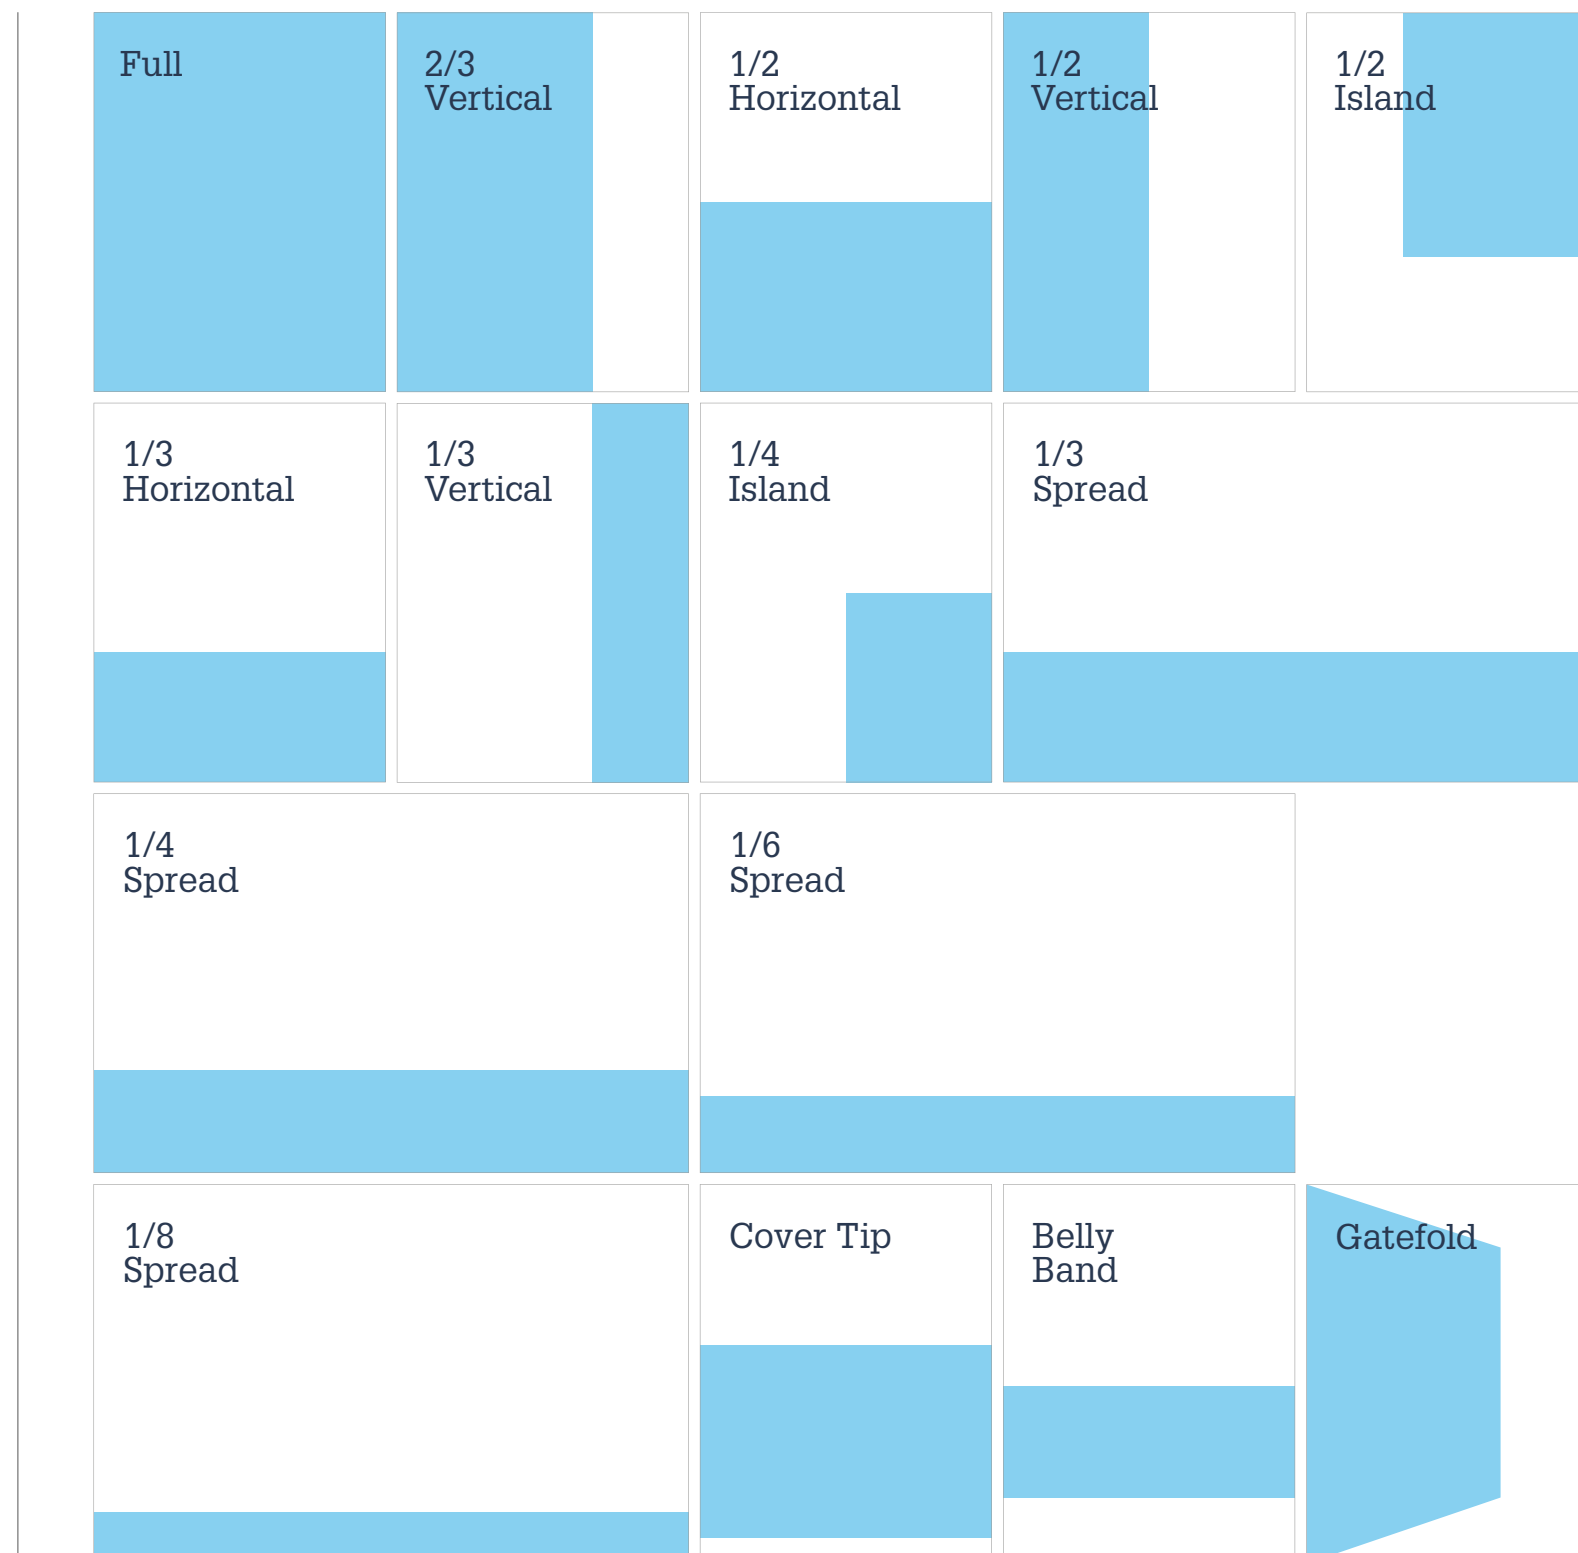 Full
2/3
Vertical
1/2
Horizontal
1/2
Vertical
1/2
Island
1/3
Horizontal
1/3
Vertical
1/4
Island
1/3
Spread
1/4
Spread
1/6
Spread
1/8
Spread
Cover Tip
Belly
Band
Gatefold